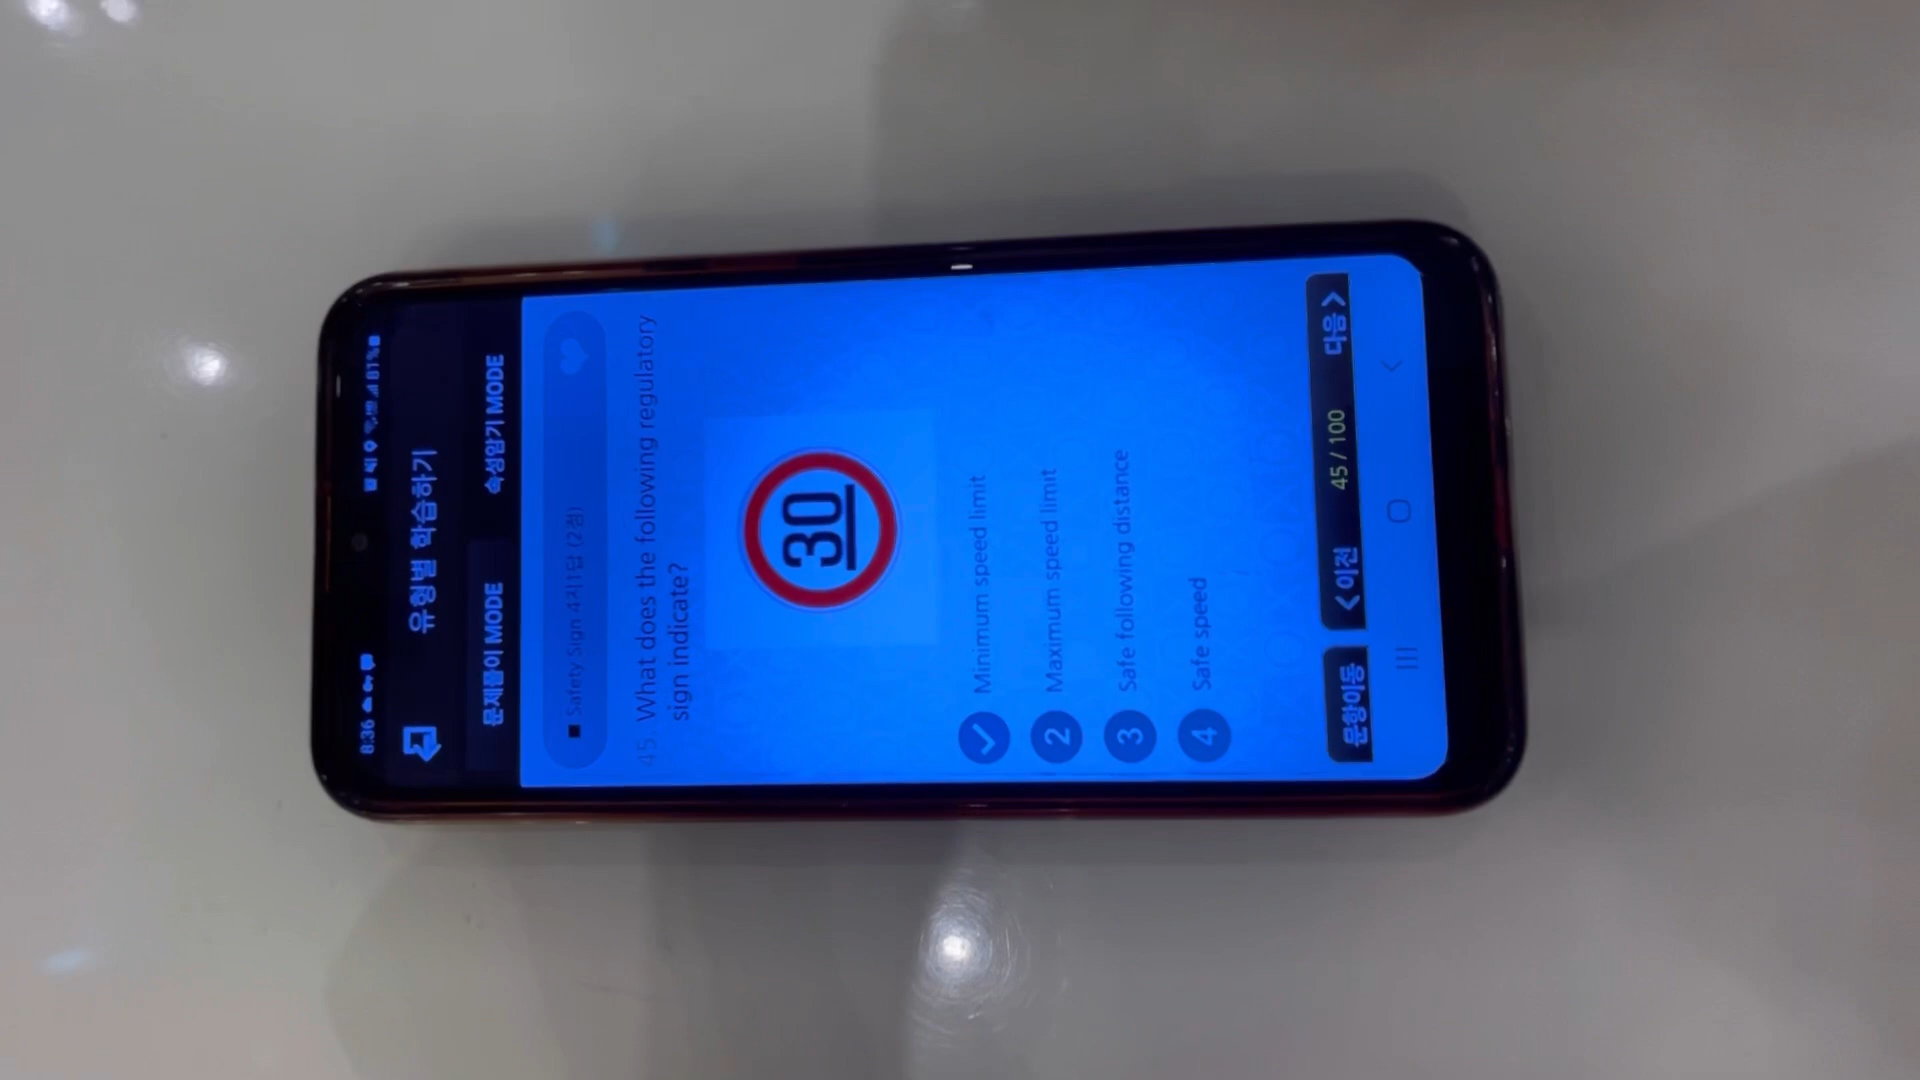 8:36 81%
유형별 학습하기
문제풀이 MODE 속성암기 MODE
■ Safety Sign 4지1답 (2점)
45. What does the following regulatory
sign indicate?
30
Minimum speed limit
2 Maximum speed limit
3 Safe following distance
4 Safe speed
문항이동 <이전 45 / 100 다음>